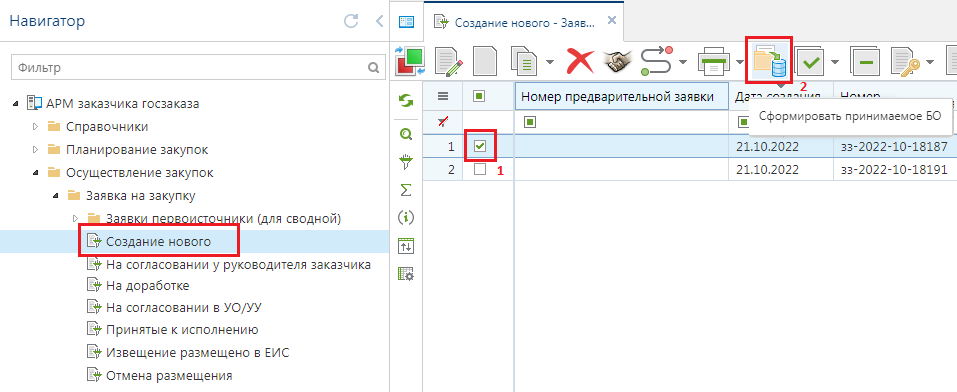 Навигатор
Фильтр
АРМ заказчика госзаказа
Справочники
Планирование закупок
Осуществление закупок
Заявка на закупку
Заявки первоисточники (для сводной)
Создание нового
На согласовании у руководителя заказчика
На доработке
На согласовании в УО/УУ
Принятые к исполнению
Извещение размещено в ЕИС
Отмена размещения
Создание нового - Заяв...
2
Номер предварительной заявки Дата создания Номер
Сформировать принимаемое БО
1 21.10.2022 зз-2022-10-18187
2 1 21.10.2022 зз-2022-10-18191